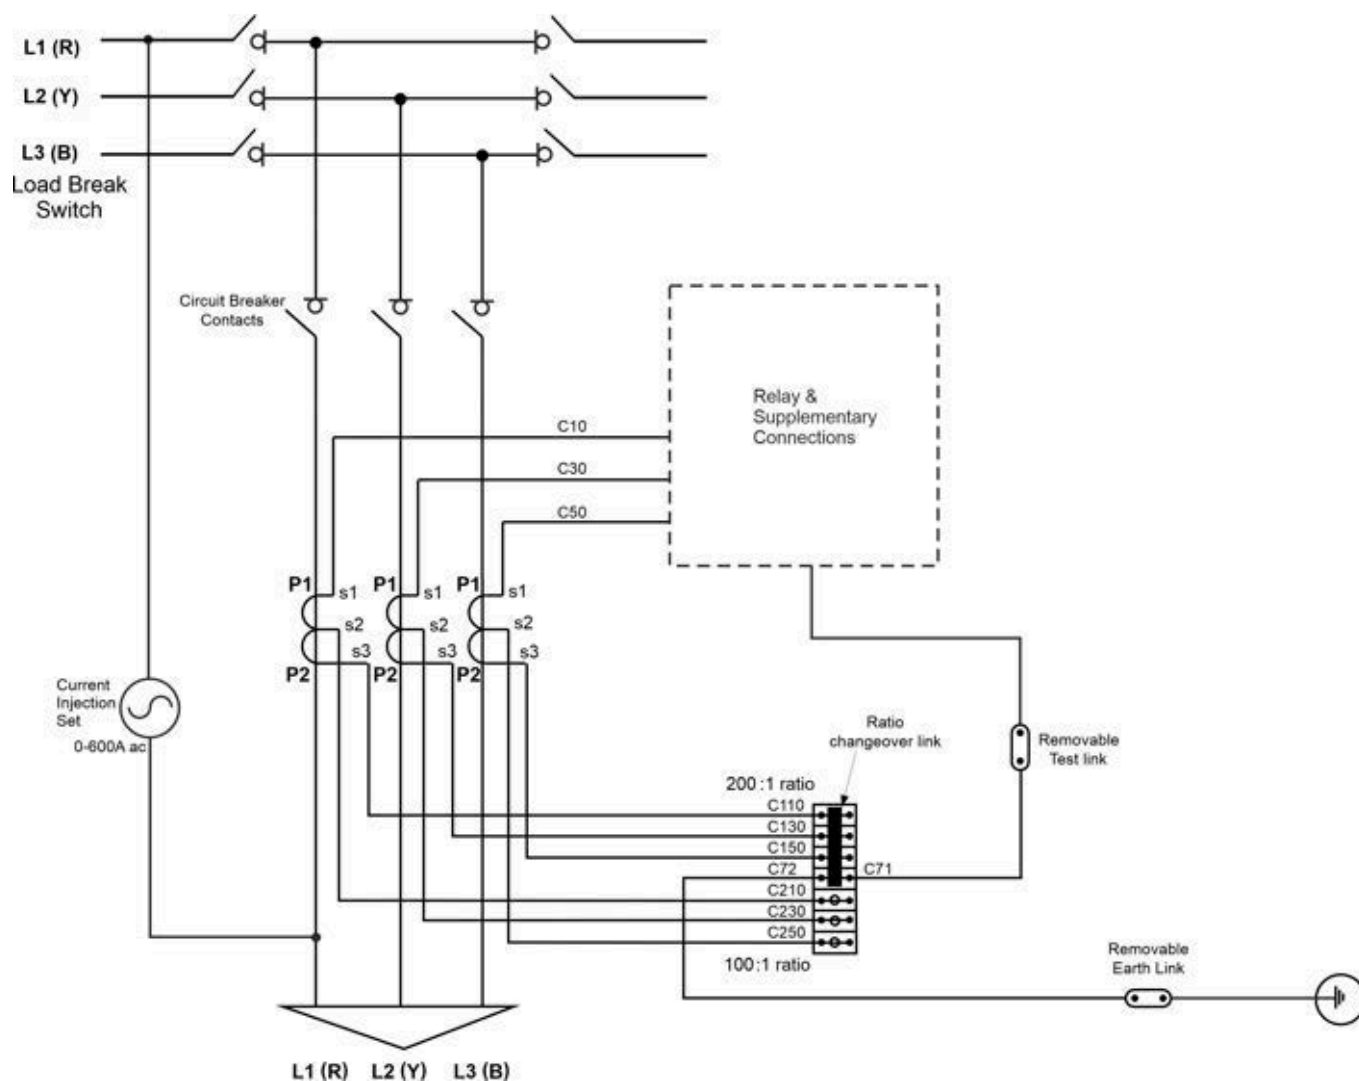 L1 (R)
L2 (Y)
L3 (B)
Load Break
Switch
Circuit Breaker
Contacts
Relay &
Supplementary
Connections
C10
C30
C50
P1 s1 P1 s1 P1 s1
s2 s2 s2
s3 s3 s3
P2 P2 P2
Current
Injection
Set
0-600A ac
Ratio
changeover link
Removable
Test link
200:1 ratio
C110
C130
C150
C72 C71
C210
C230
C250
100:1 ratio
Removable
Earth Link
L1 (R) L2 (Y) L3 (B)